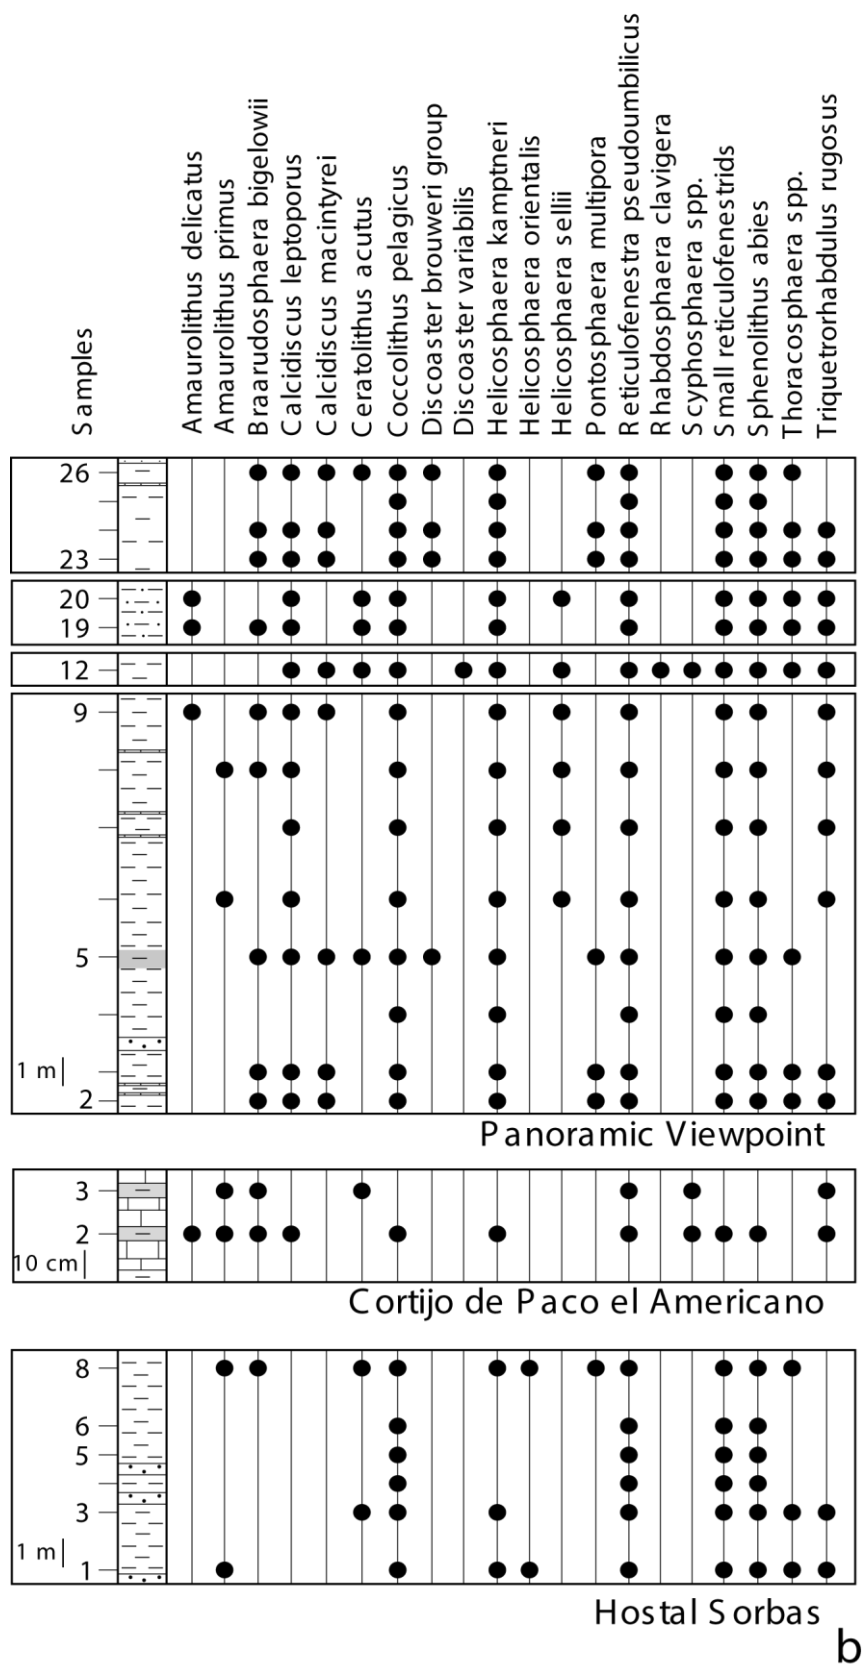 Samples
Amaurolithus delicatus
Amaurolithus primus
Braarudosphaera bigelowii
Calcidiscus leptoporus
Calcidiscus macintyrei
Ceratolithus acutus
Coccolithus pelagicus
Discoaster brouweri group
Discoaster variabilis
Helicosphaera kamptneri
Helicosphaera orientalis
Helicosphaera sellii
Pontosphaera multipora
Reticulofenestra pseudoumbilicus
Rhabdosphaera clavigera
Scyphosphaera spp.
Small reticulofenestrids
Sphenolithus abies
Thoracosphaera spp.
Triquetrorhabdulus rugosus
26
23
20
19
12
9
5
1 m
2
Panoramic Viewpoint
3
2
10 cm
Cortijo de Paco el Americano
8
6
5
3
1 m
1
Hostal Sorbas
b